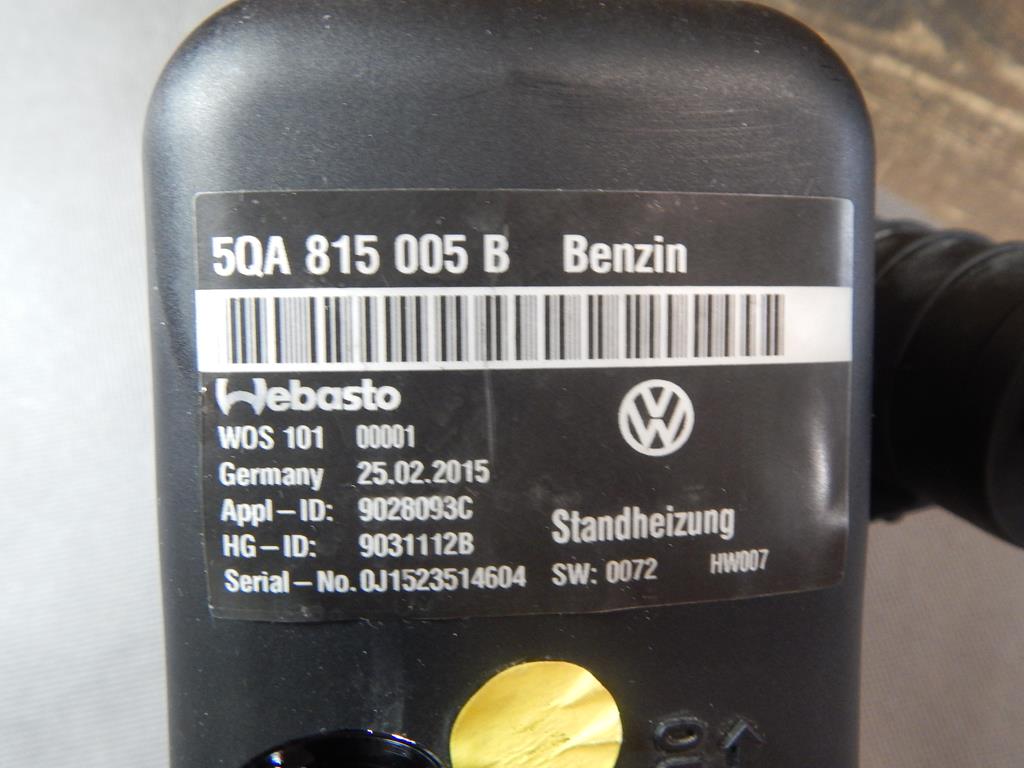 5QA 815 005 B Benzin
Webasto
WOS 101 00001
Germany 25.02.2015
Appl-ID: 9028093C
HG-ID: 9031112B
Serial-No. 0J1523514604
Standheizung
SW: 0072 HW007